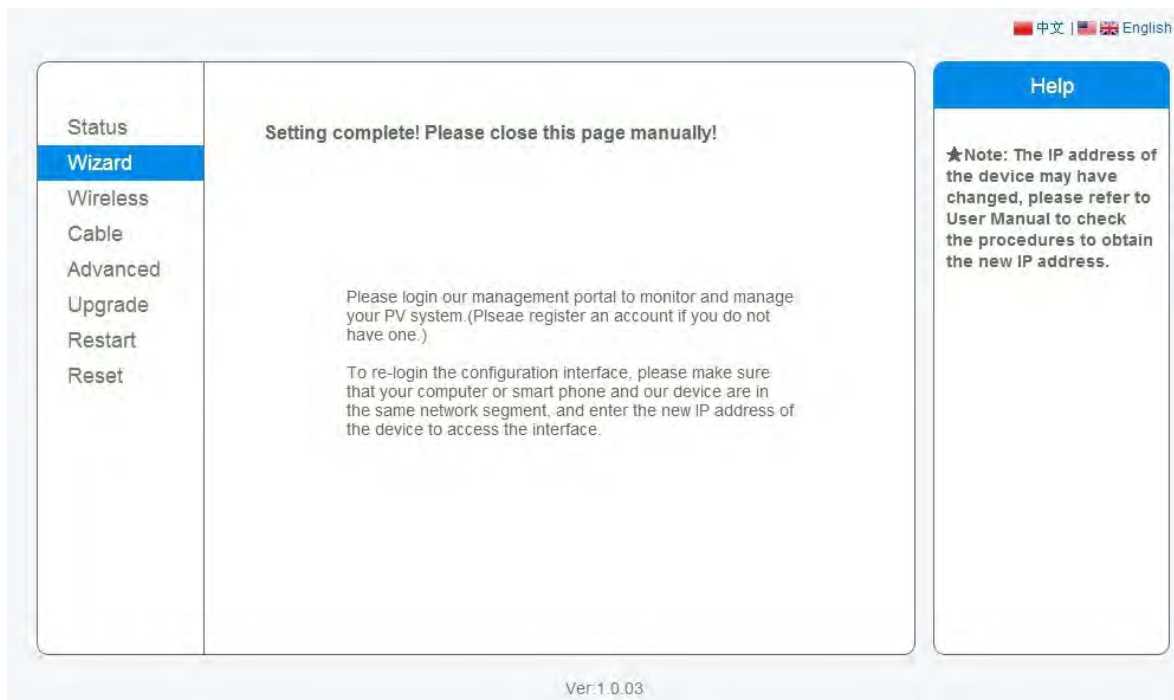 中文 | English
Status
Wizard
Wireless
Cable
Advanced
Upgrade
Restart
Reset
Setting complete! Please close this page manually!
Please login our management portal to monitor and manage
your PV system.(Plseae register an account if you do not
have one.)
To re-login the configuration interface, please make sure
that your computer or smart phone and our device are in
the same network segment, and enter the new IP address of
the device to access the interface.
Help
★Note: The IP address of
the device may have
changed, please refer to
User Manual to check
the procedures to obtain
the new IP address.
Ver:1.0.03